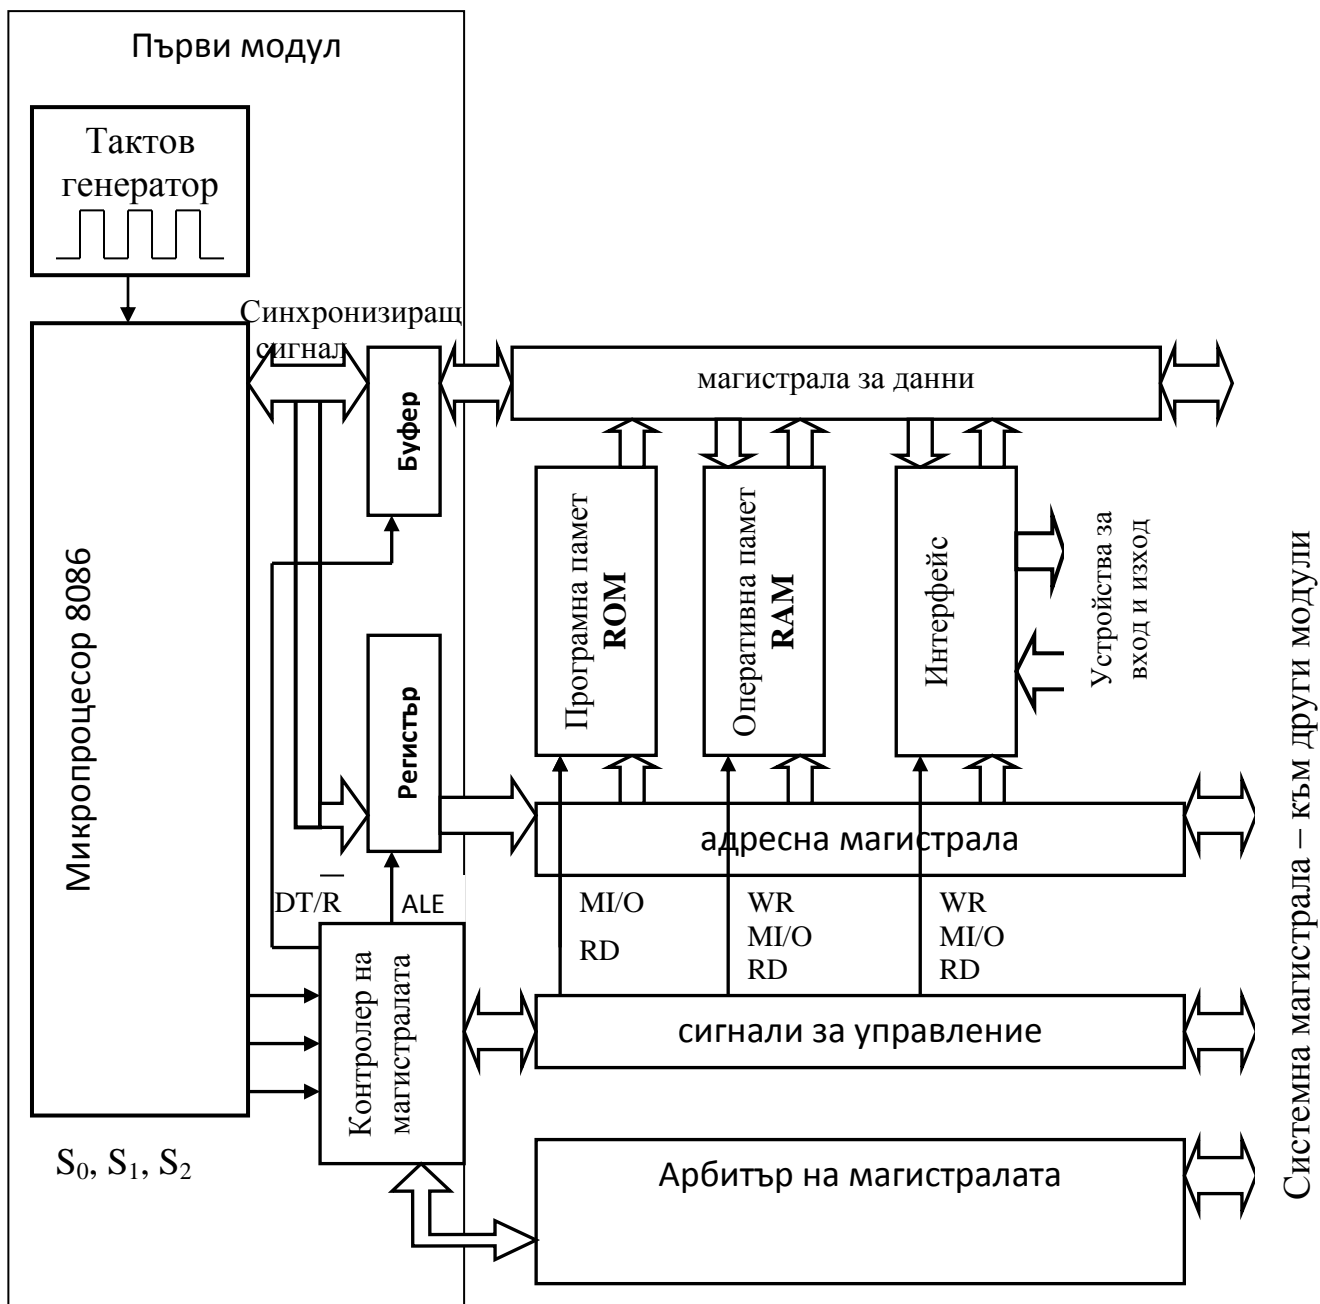 Първи модул
Тактов
генератор
Синхронизиращ
сигнал
Микропроцесор 8086
Буфер
Регистър
магистрала за данни
Програмна памет
ROM
Оперативна памет
RAM
Интерфейс
Устройства за
вход и изход
адресна магистрала
DT/R
ALE
MI/O
RD
WR
MI/O
RD
WR
MI/O
RD
Контролер на
магистралата
сигнали за управление
S₀, S₁, S₂
Арбитър на магистралата
Системна магистрала – към други модули